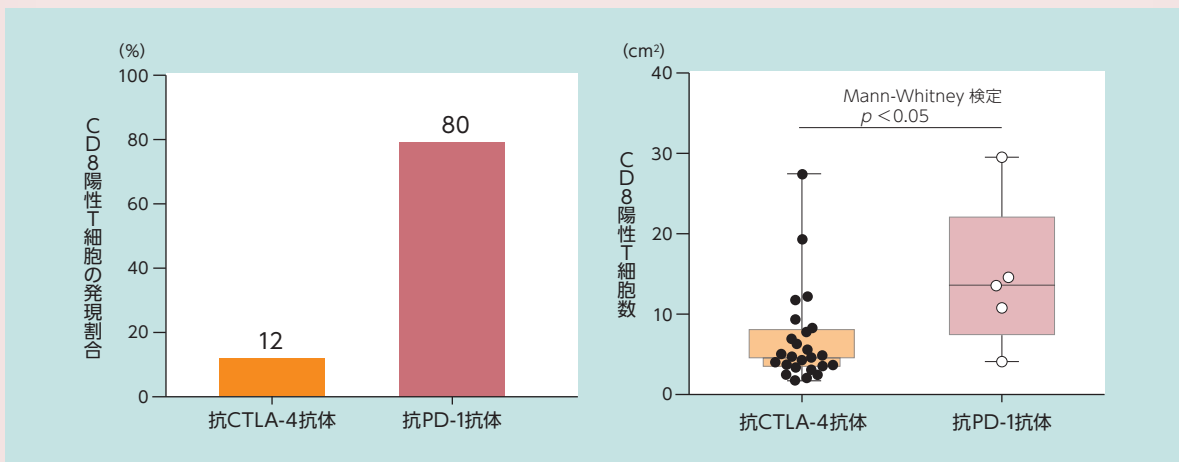 (%)
CD8陽性T細胞の発現割合
100
80
60
40
20
0
12
80
抗CTLA-4抗体
抗PD-1抗体
(cm²)
CD8陽性T細胞数
40
30
20
10
0
Mann-Whitney 検定
p＜0.05
抗CTLA-4抗体
抗PD-1抗体